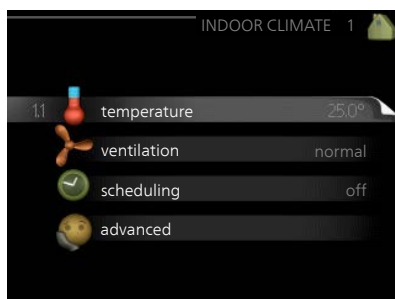 INDOOR CLIMATE 1
1.1 temperature 25.0°
ventilation normal
scheduling off
advanced